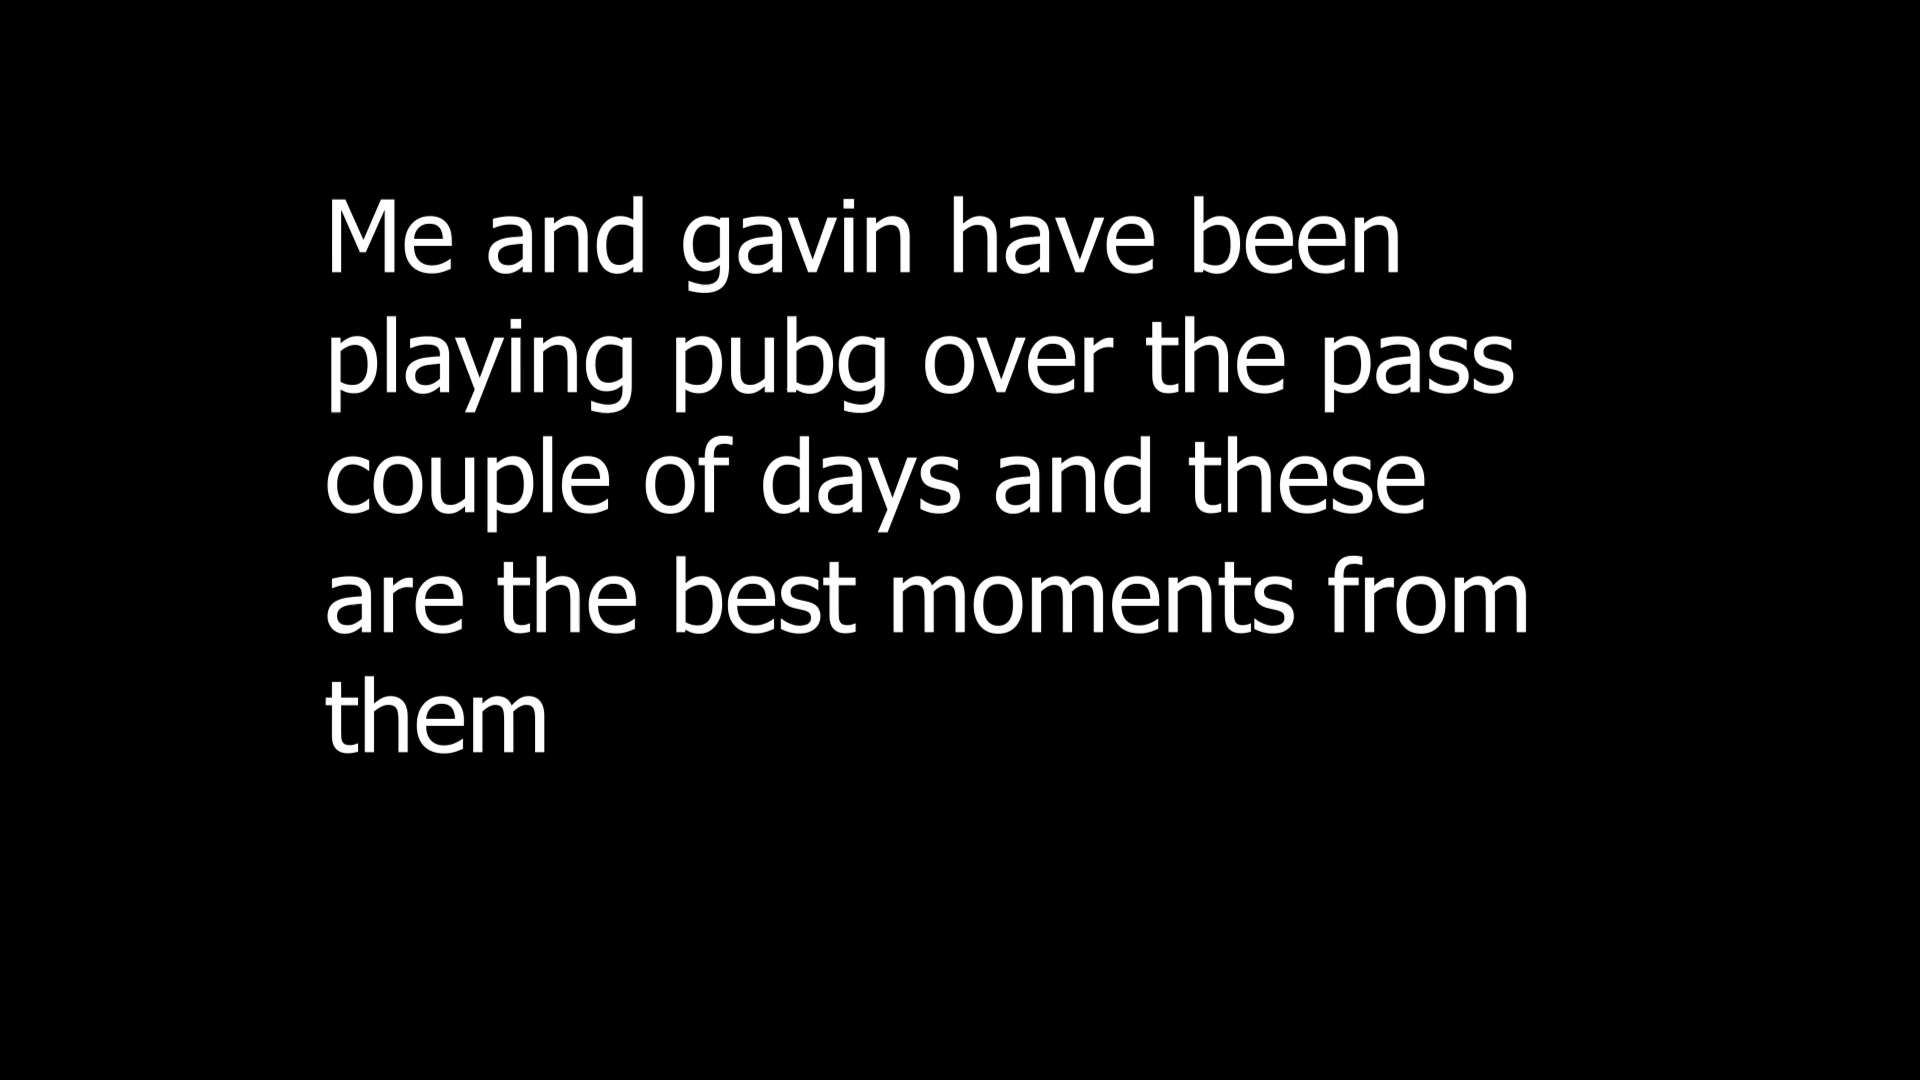 Me and gavin have been
playing pubg over the pass
couple of days and these
are the best moments from
them